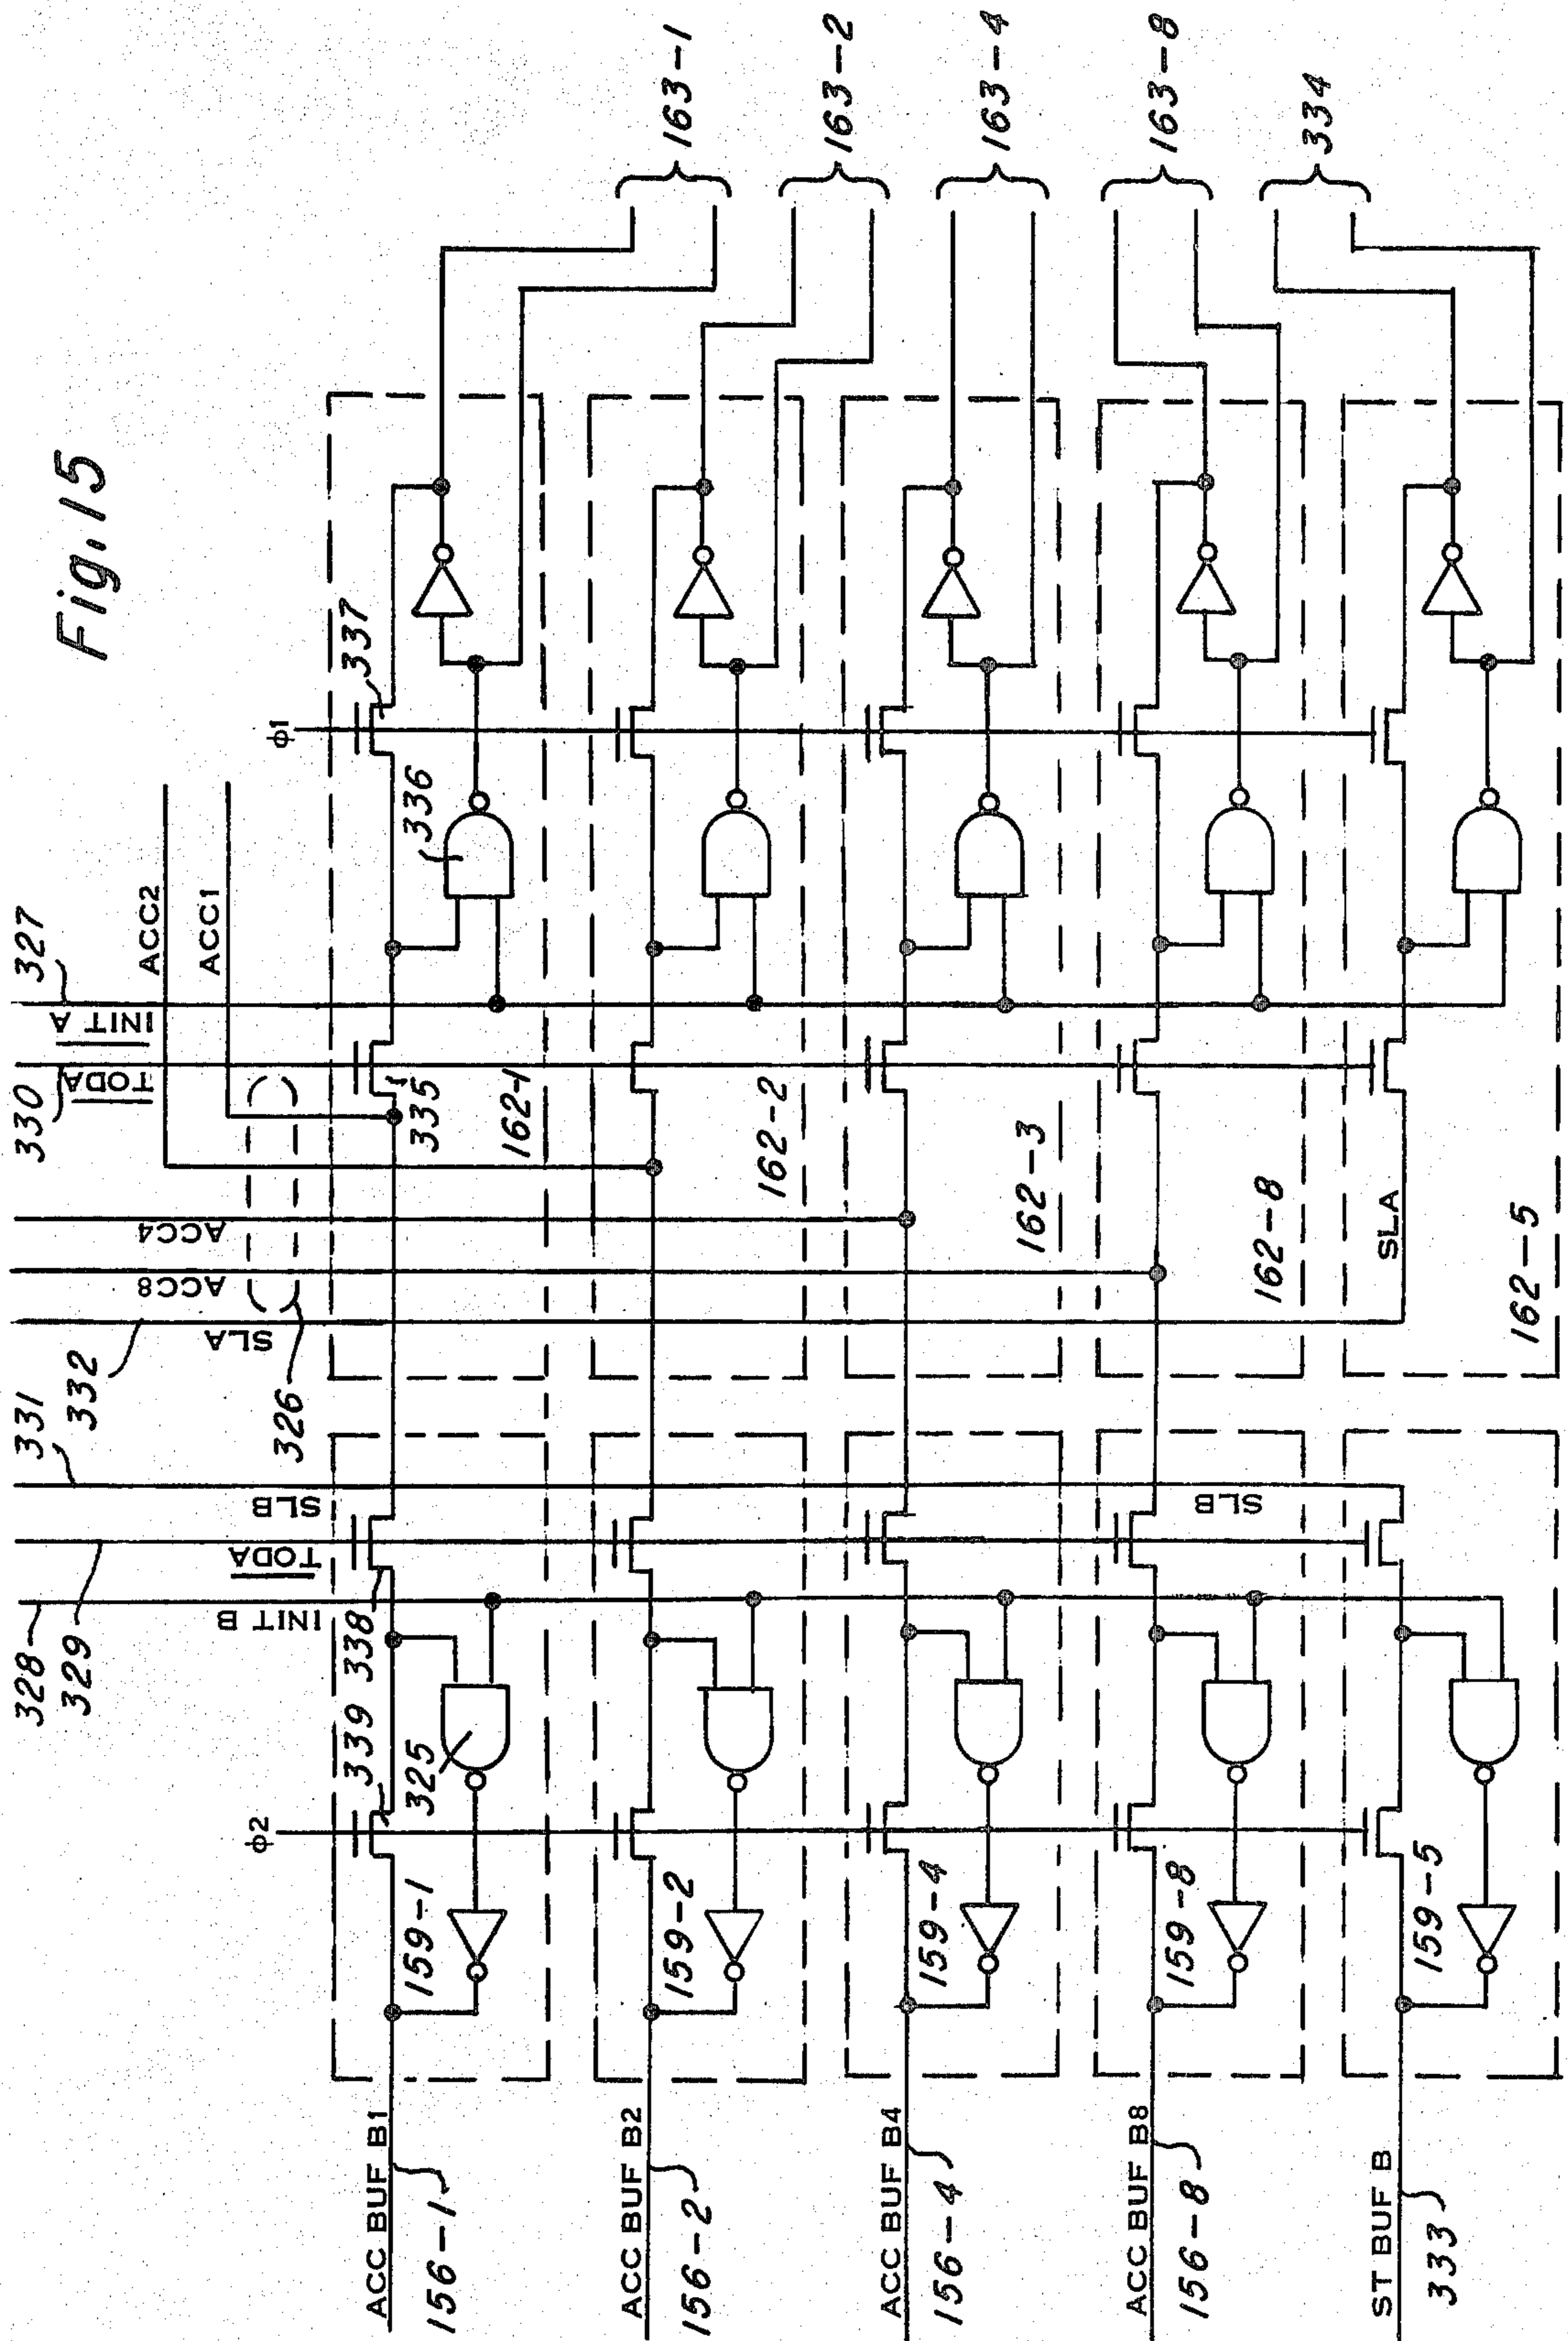 Fig. 15
163-1
163-2
163-4
163-8
334
337
ϕ1
336
ACC2
ACC1
327
INIT A
T̅O̅D̅A̅
330
335
162-1
162-2
162-3
162-8
162-5
ACC4
ACC8
SLA
SLA
326
332
331
SLB
SLB
T̅O̅D̅A̅
INIT B
328
329
338
339
325
ϕ2
159-1
159-2
159-4
159-8
159-5
ACC BUF B1
156-1
ACC BUF B2
156-2
ACC BUF B4
156-4
ACC BUF B8
156-8
ST BUF B
333